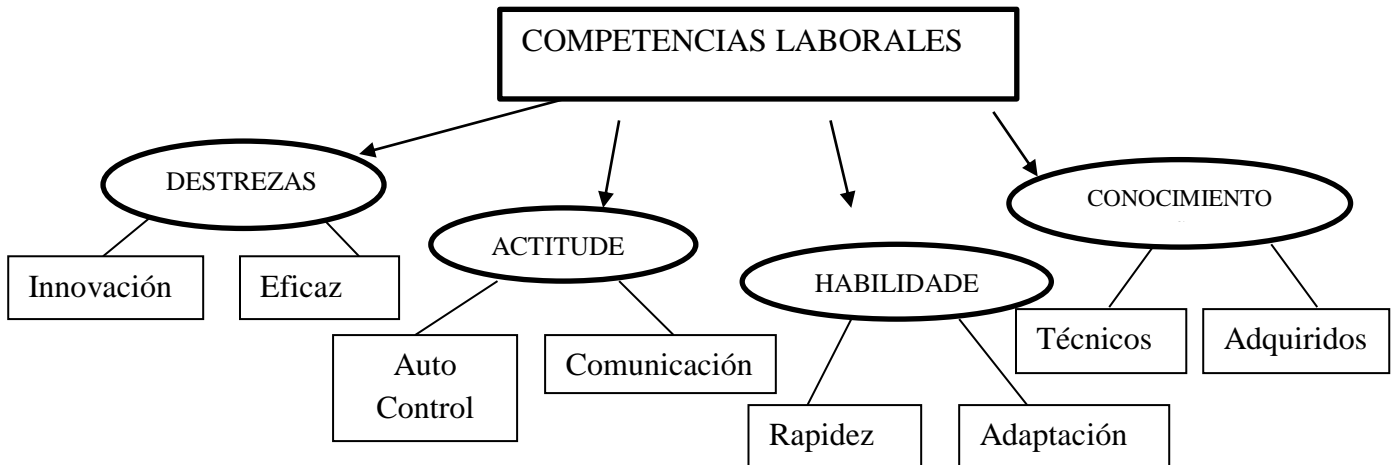 COMPETENCIAS LABORALES
DESTREZAS
ACTITUDE
HABILIDADE
CONOCIMIENTO
Innovación
Eficaz
Auto
Control
Comunicación
Rapidez
Adaptación
Técnicos
Adquiridos